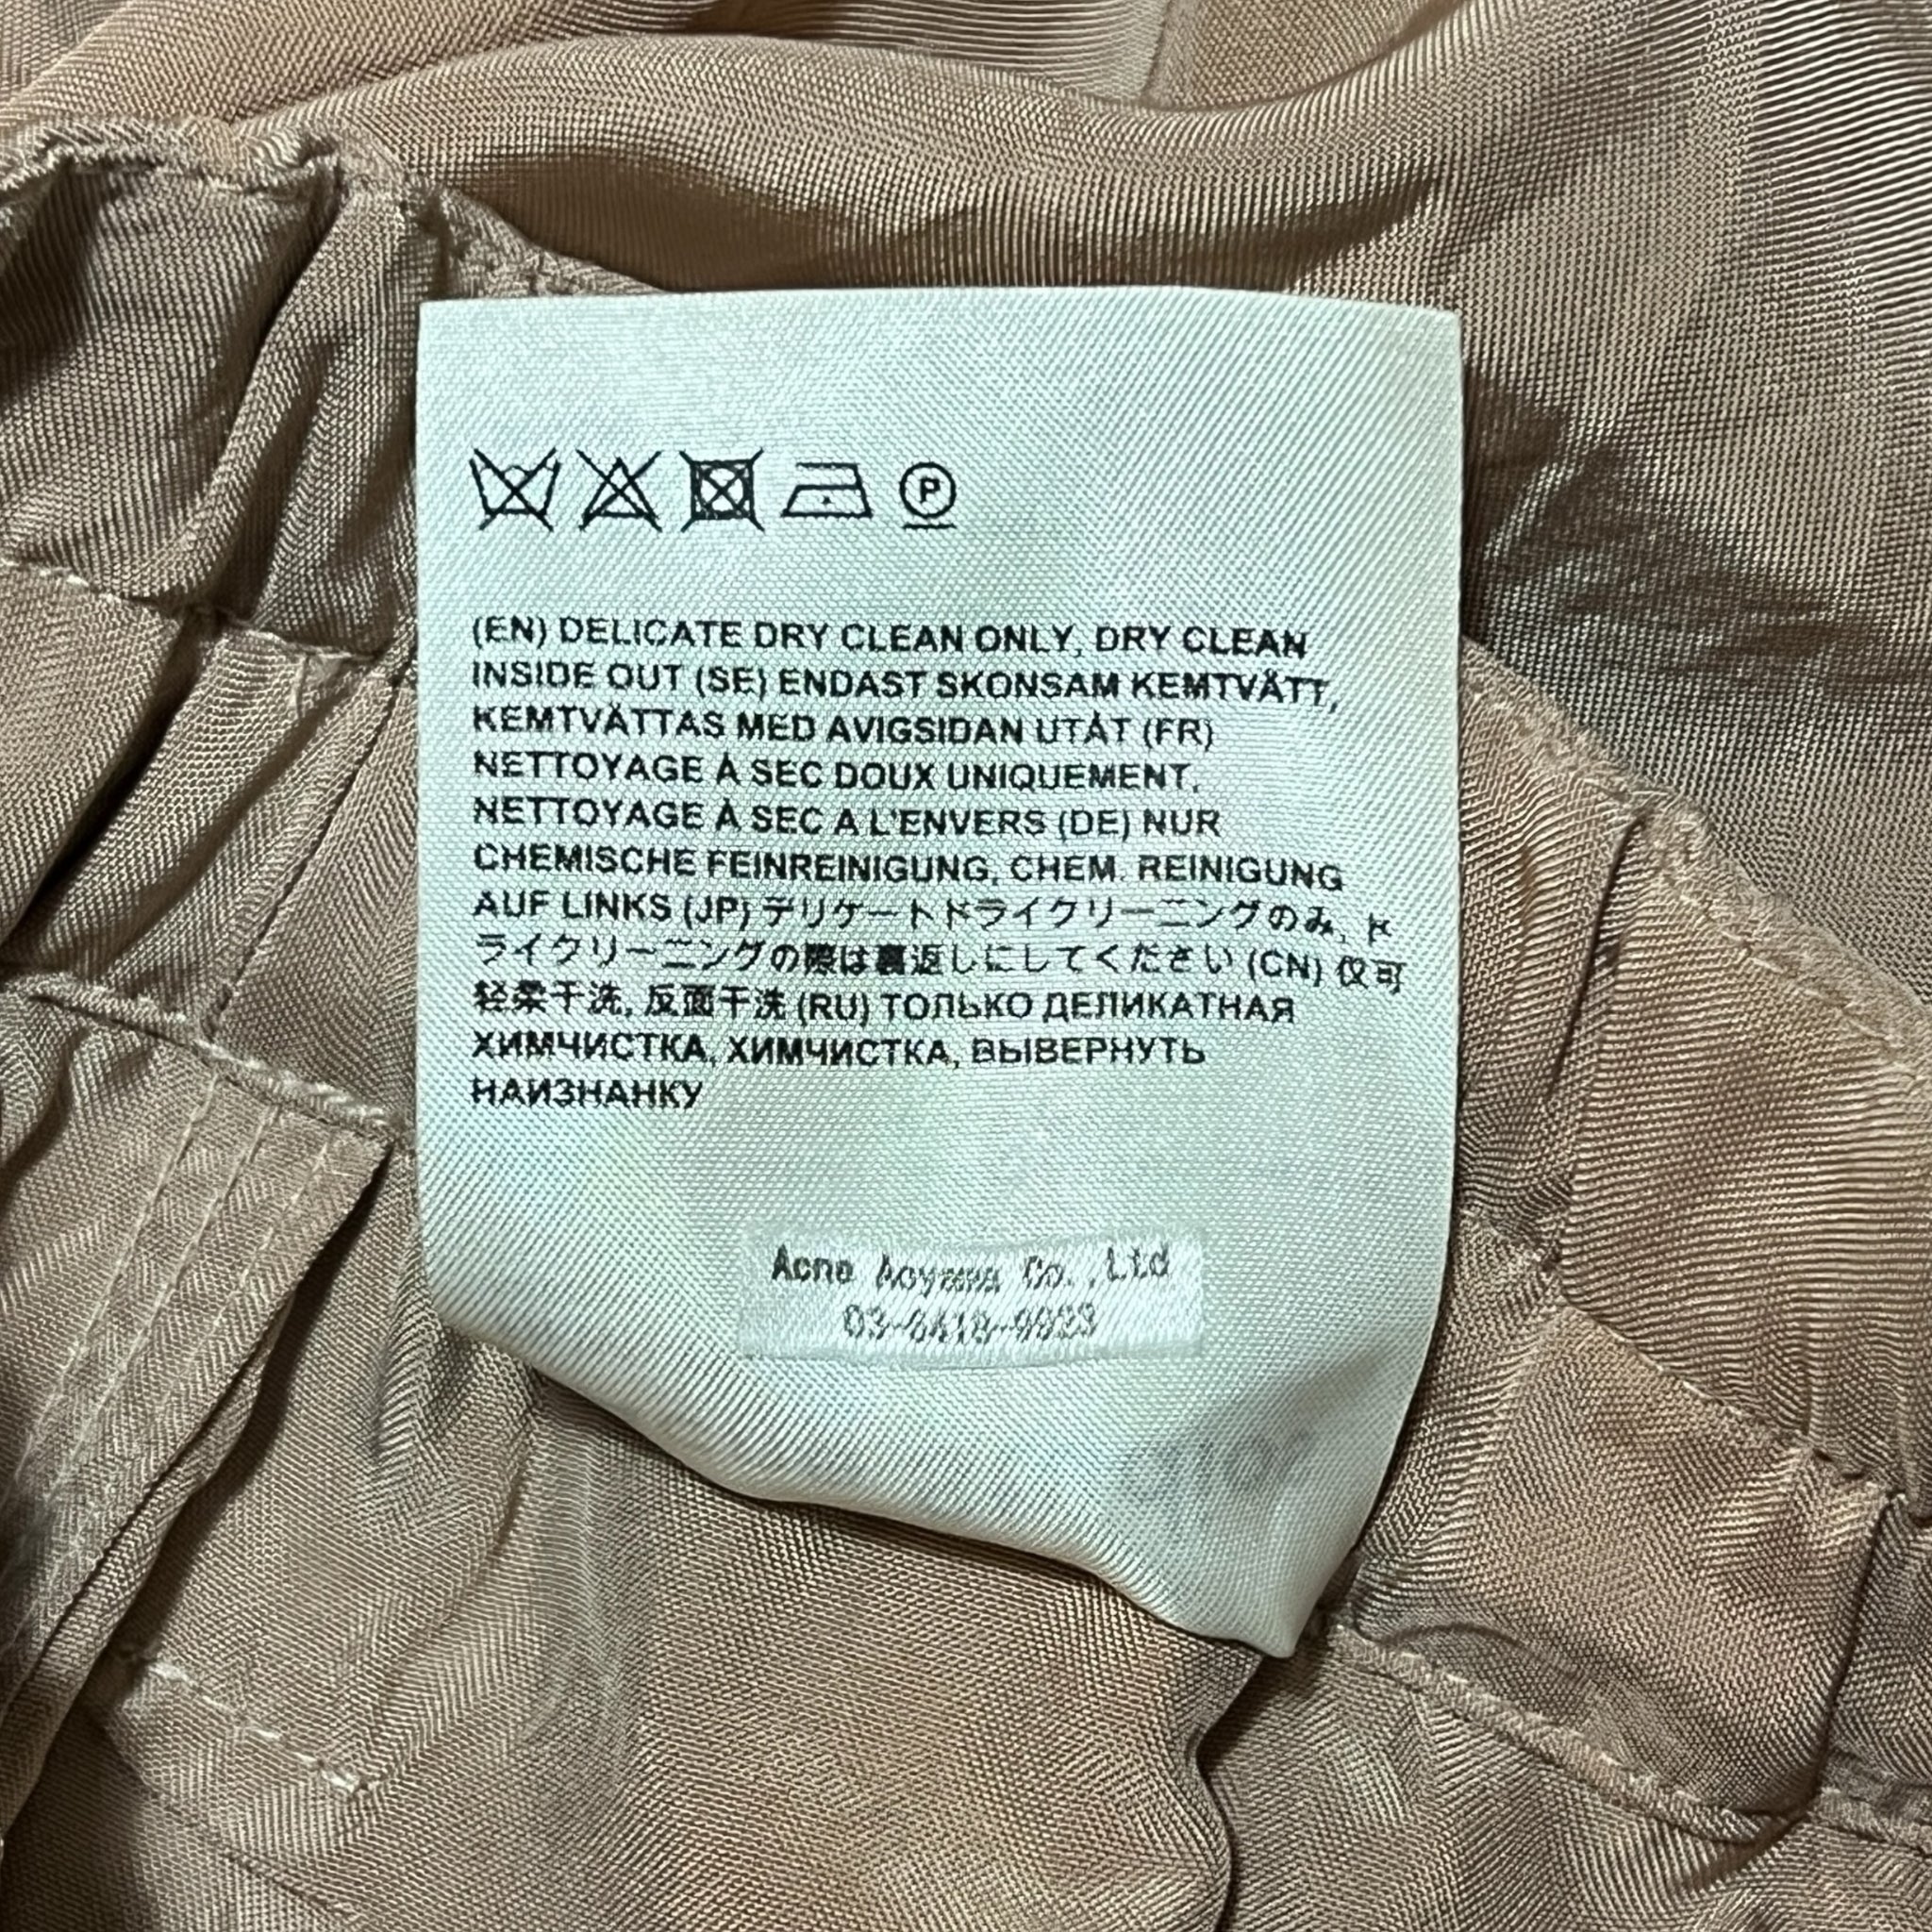 P
(EN) DELICATE DRY CLEAN ONLY, DRY CLEAN
INSIDE OUT (SE) ENDAST SKONSAM KEMTVÄTT,
KEMTVÄTTAS MED AVIGSIDAN UTÅT (FR)
NETTOYAGE À SEC DOUX UNIQUEMENT,
NETTOYAGE À SEC A L'ENVERS (DE) NUR
CHEMISCHE FEINREINIGUNG, CHEM. REINIGUNG
AUF LINKS (JP) デリケートドライクリーニングのみ、ド
ライクリーニングの際は裏返しにしてください (CN) 仅可
轻柔干洗, 反面干洗 (RU) ТОЛЬКО ДЕЛИКАТНАЯ
ХИМЧИСТКА, ХИМЧИСТКА, ВЫВЕРНУТЬ
НАИЗНАНКУ
Acne Aoyama Co.,Ltd
03-6418-9923